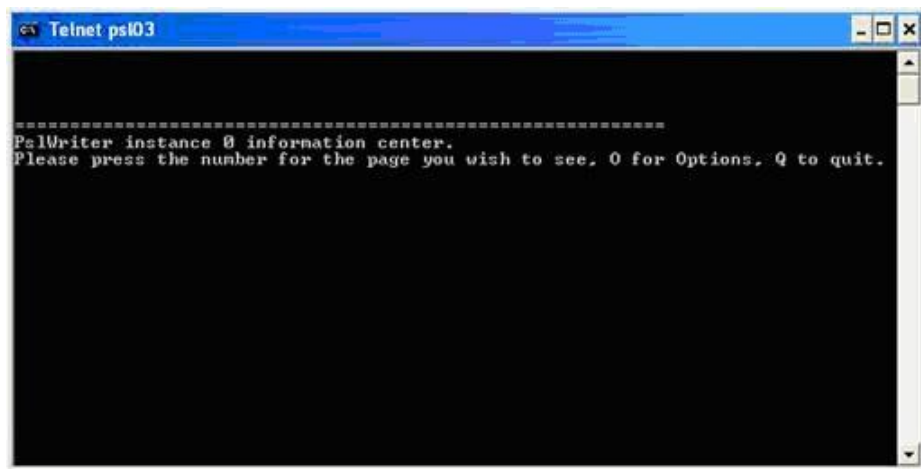 Telnet psl03
============================================================
PslWriter instance 0 information center.
Please press the number for the page you wish to see, O for Options, Q to quit.